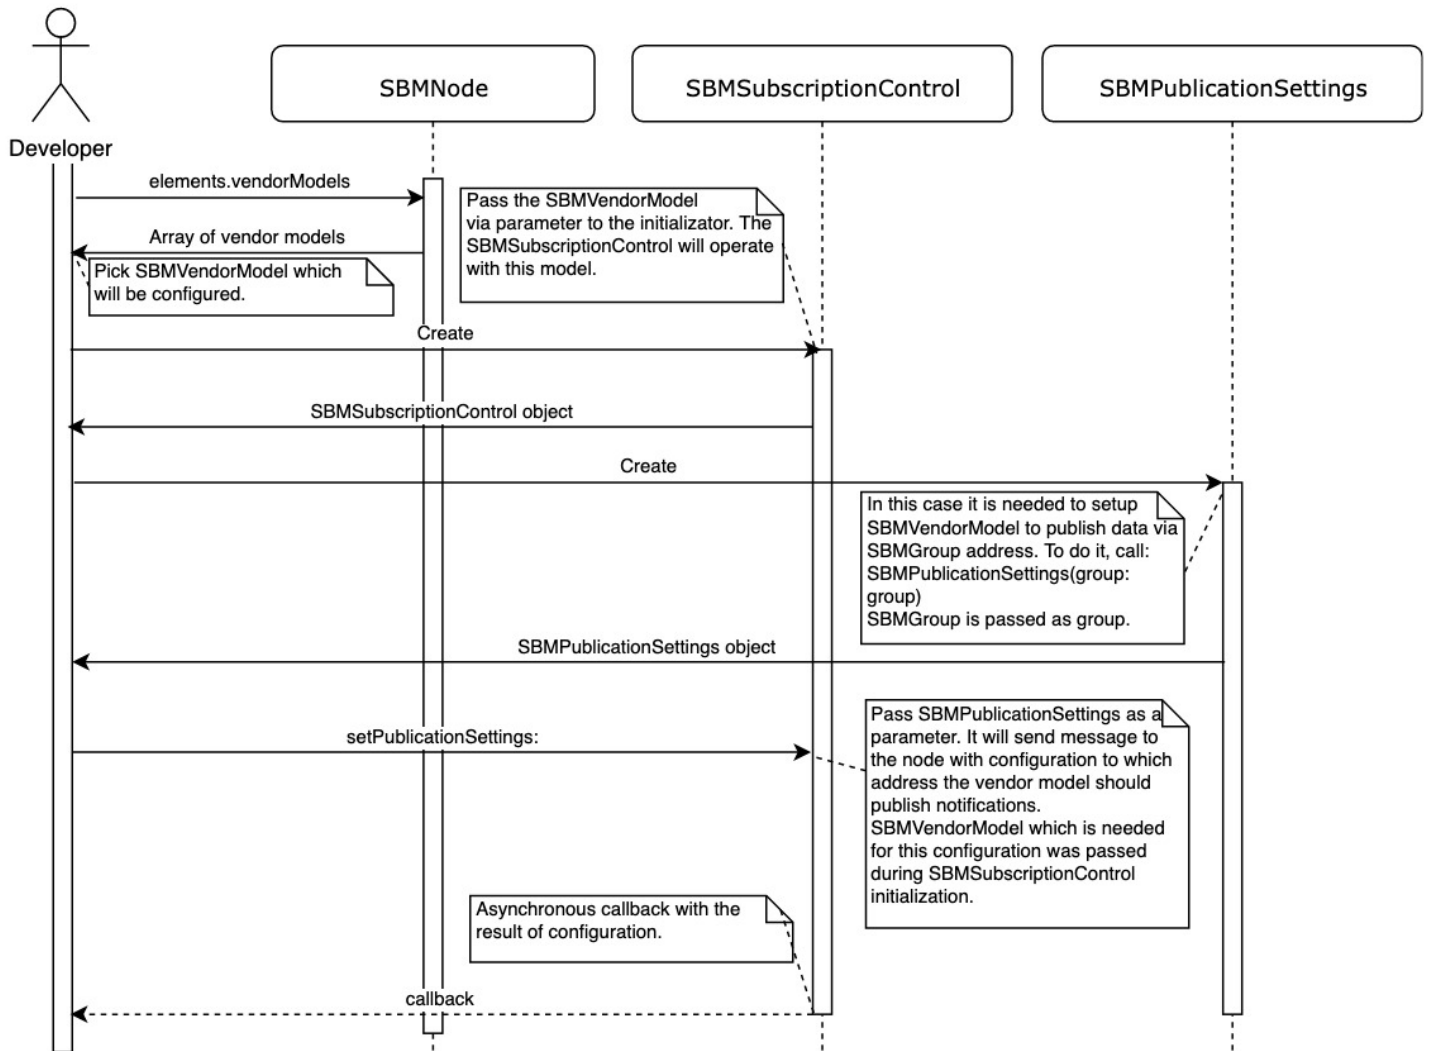 SBMNode
SBMSubscriptionControl
SBMPublicationSettings
Developer
elements.vendorModels
Pass the SBMVendorModel
via parameter to the initializator. The
SBMSubscriptionControl will operate
with this model.
Array of vendor models
Pick SBMVendorModel which
will be configured.
Create
SBMSubscriptionControl object
Create
In this case it is needed to setup
SBMVendorModel to publish data via
SBMGroup address. To do it, call:
SBMPublicationSettings(group:
group)
SBMGroup is passed as group.
SBMPublicationSettings object
setPublicationSettings:
Pass SBMPublicationSettings as a
parameter. It will send message to
the node with configuration to which
address the vendor model should
publish notifications.
SBMVendorModel which is needed
for this configuration was passed
during SBMSubscriptionControl
initialization.
Asynchronous callback with the
result of configuration.
callback